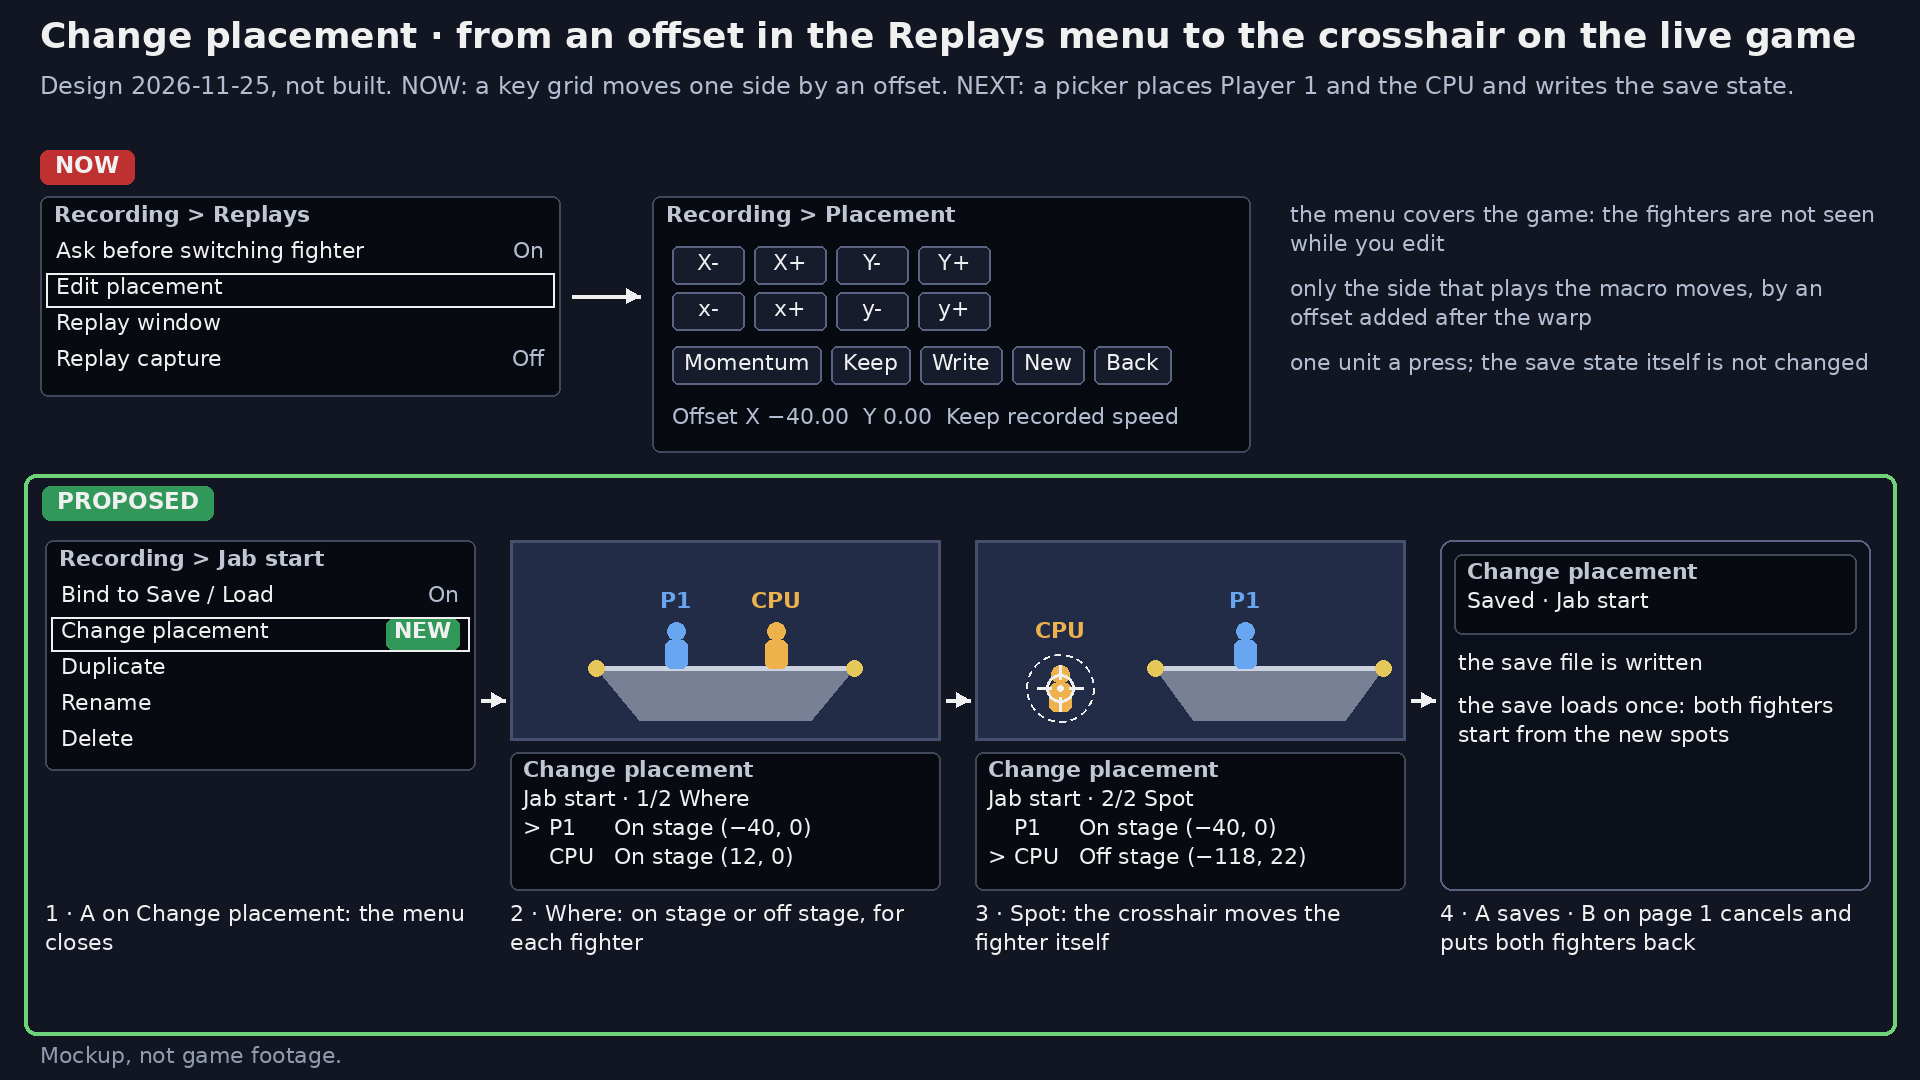 Change placement · from an offset in the Replays menu to the crosshair on the live game
Design 2026-11-25, not built. NOW: a key grid moves one side by an offset. NEXT: a picker places Player 1 and the CPU and writes the save state.
NOW
Recording > Replays
Ask before switching fighter On
Edit placement
Replay window
Replay capture Off
Recording > Placement
X- X+ Y- Y+
x- x+ y- y+
Momentum Keep Write New Back
Offset X −40.00 Y 0.00 Keep recorded speed
the menu covers the game: the fighters are not seen
while you edit
only the side that plays the macro moves, by an
offset added after the warp
one unit a press; the save state itself is not changed
PROPOSED
Recording > Jab start
Bind to Save / Load On
Change placement NEW
Duplicate
Rename
Delete
1 · A on Change placement: the menu
closes
P1 CPU
Change placement
Jab start · 1/2 Where
> P1 On stage (−40, 0)
CPU On stage (12, 0)
2 · Where: on stage or off stage, for
each fighter
P1
CPU
Change placement
Jab start · 2/2 Spot
P1 On stage (−40, 0)
> CPU Off stage (−118, 22)
3 · Spot: the crosshair moves the
fighter itself
Change placement
Saved · Jab start
the save file is written
the save loads once: both fighters
start from the new spots
4 · A saves · B on page 1 cancels and
puts both fighters back
Mockup, not game footage.